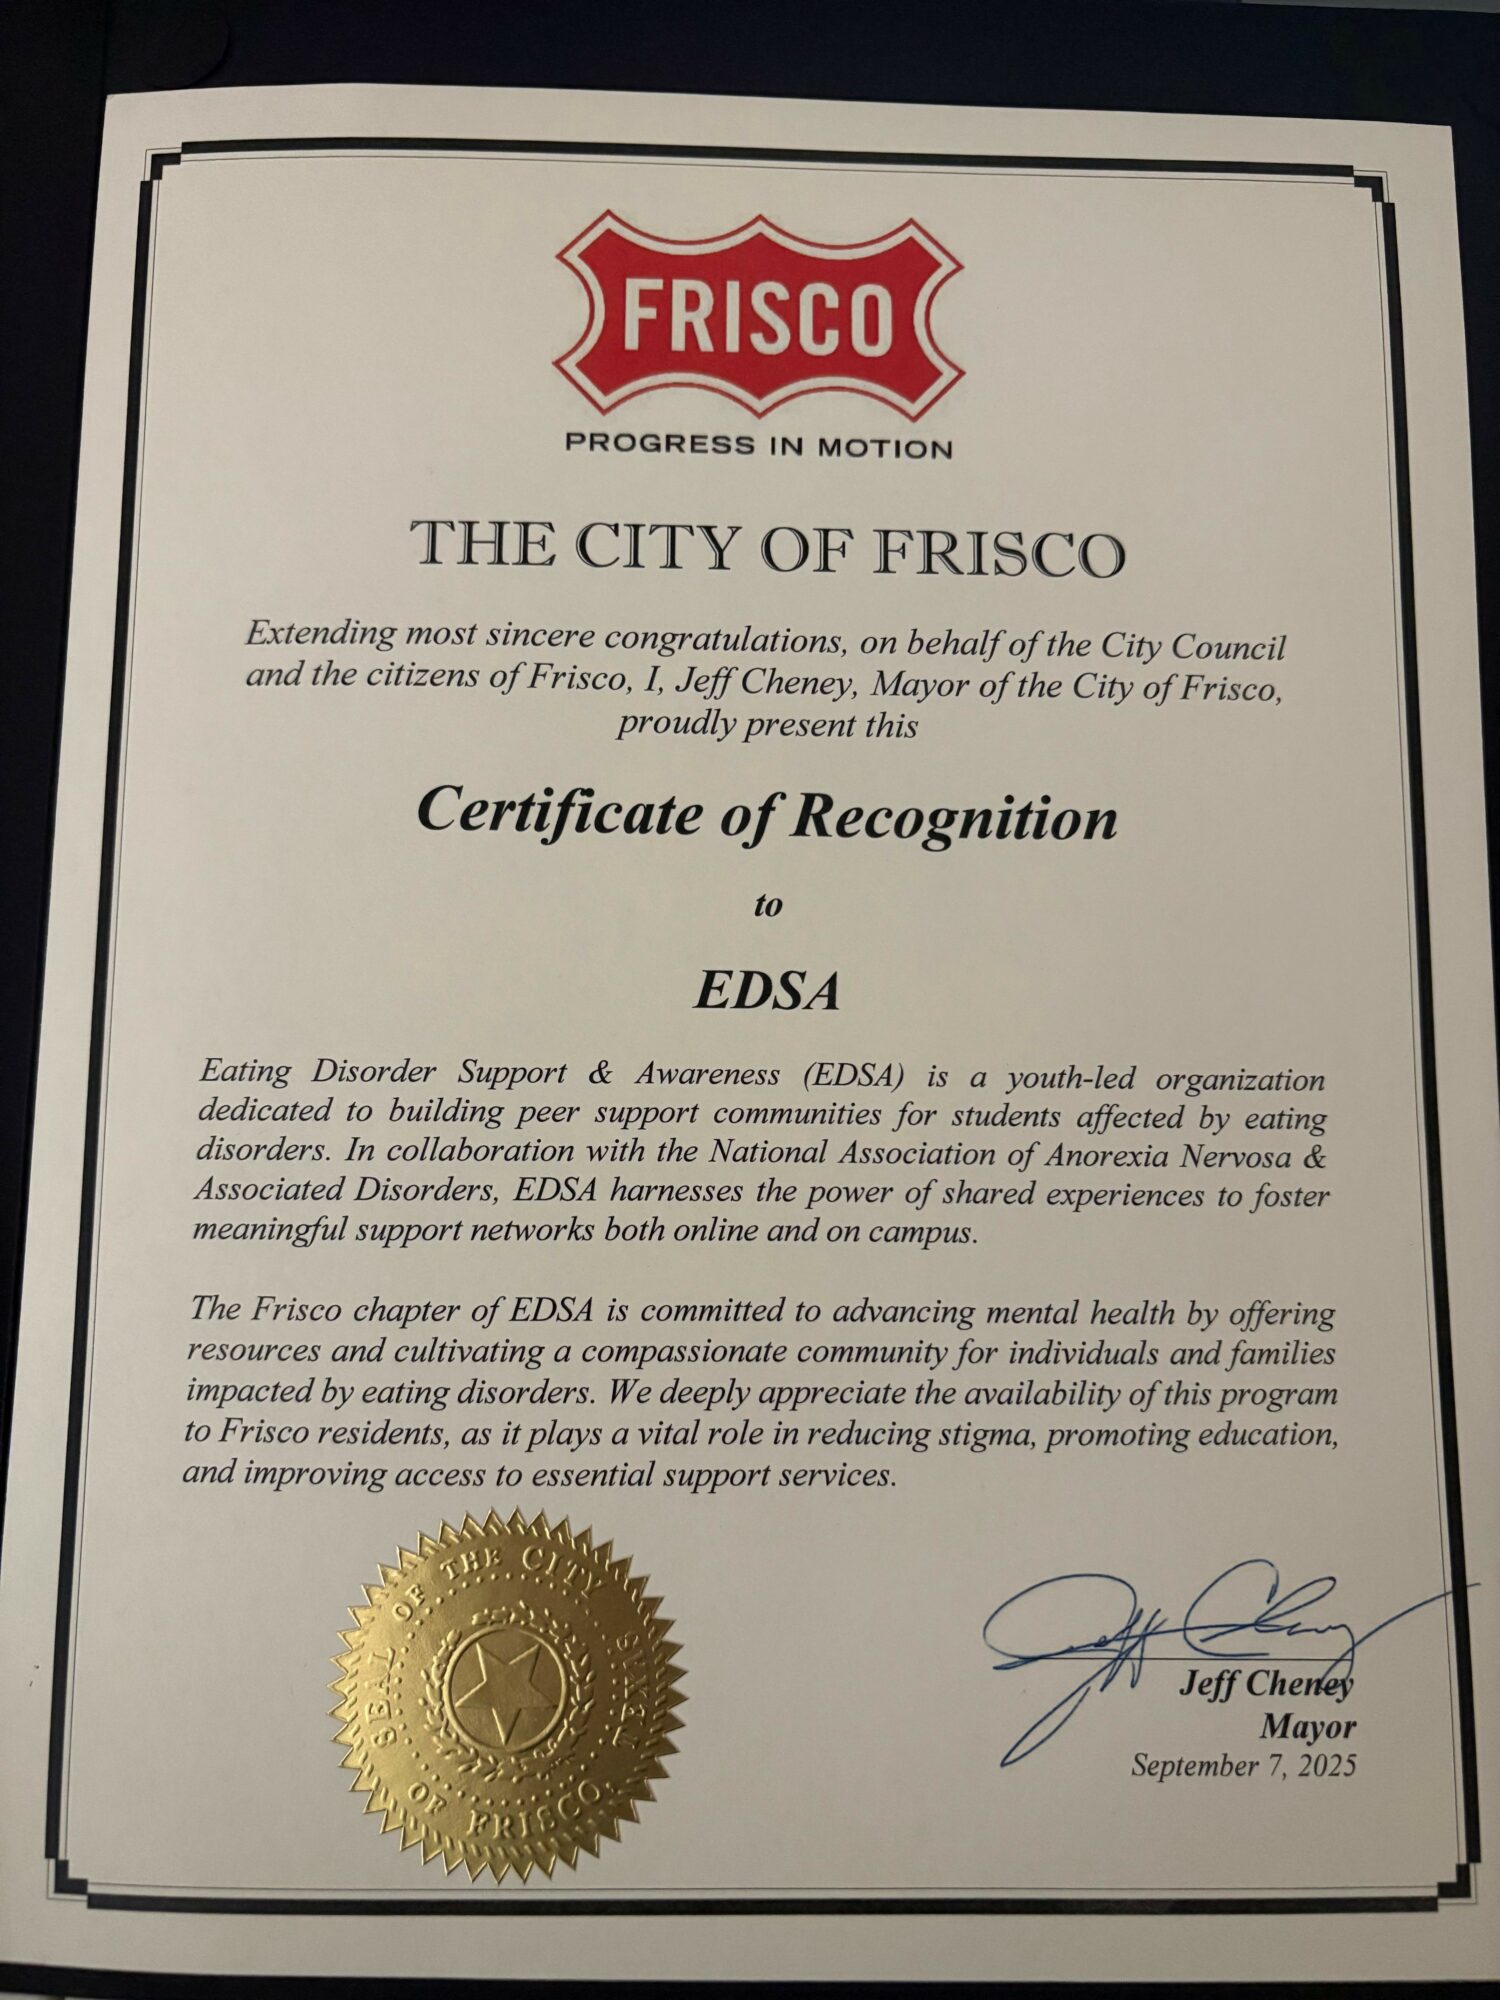 FRISCO
PROGRESS IN MOTION
THE CITY OF FRISCO
Extending most sincere congratulations, on behalf of the City Council
and the citizens of Frisco, I, Jeff Cheney, Mayor of the City of Frisco,
proudly present this
Certificate of Recognition
to
EDSA
Eating Disorder Support & Awareness (EDSA) is a youth-led organization
dedicated to building peer support communities for students affected by eating
disorders. In collaboration with the National Association of Anorexia Nervosa &
Associated Disorders, EDSA harnesses the power of shared experiences to foster
meaningful support networks both online and on campus.
The Frisco chapter of EDSA is committed to advancing mental health by offering
resources and cultivating a compassionate community for individuals and families
impacted by eating disorders. We deeply appreciate the availability of this program
to Frisco residents, as it plays a vital role in reducing stigma, promoting education,
and improving access to essential support services.
SEAL OF THE CITY
OF FRISCO
TEXAS
Jeff Cheney
Jeff Cheney
Mayor
September 7, 2025